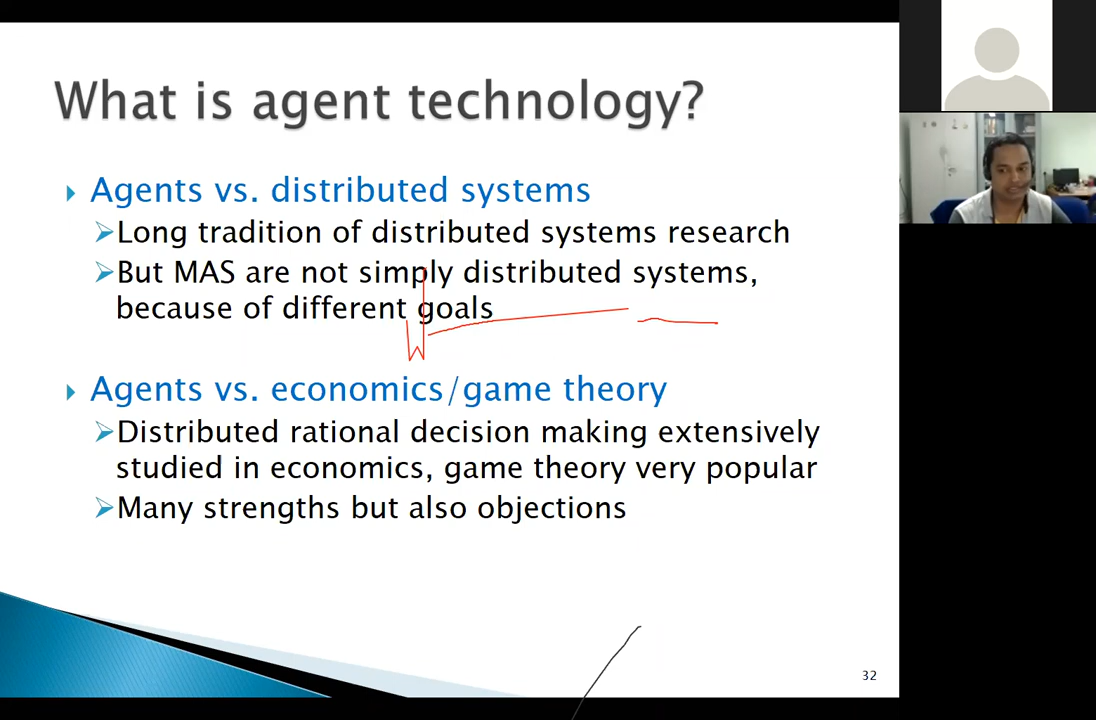 What is agent technology?
Agents vs. distributed systems
Long tradition of distributed systems research
But MAS are not simply distributed systems,
because of different goals
Agents vs. economics/game theory
Distributed rational decision making extensively
studied in economics, game theory very popular
Many strengths but also objections
32